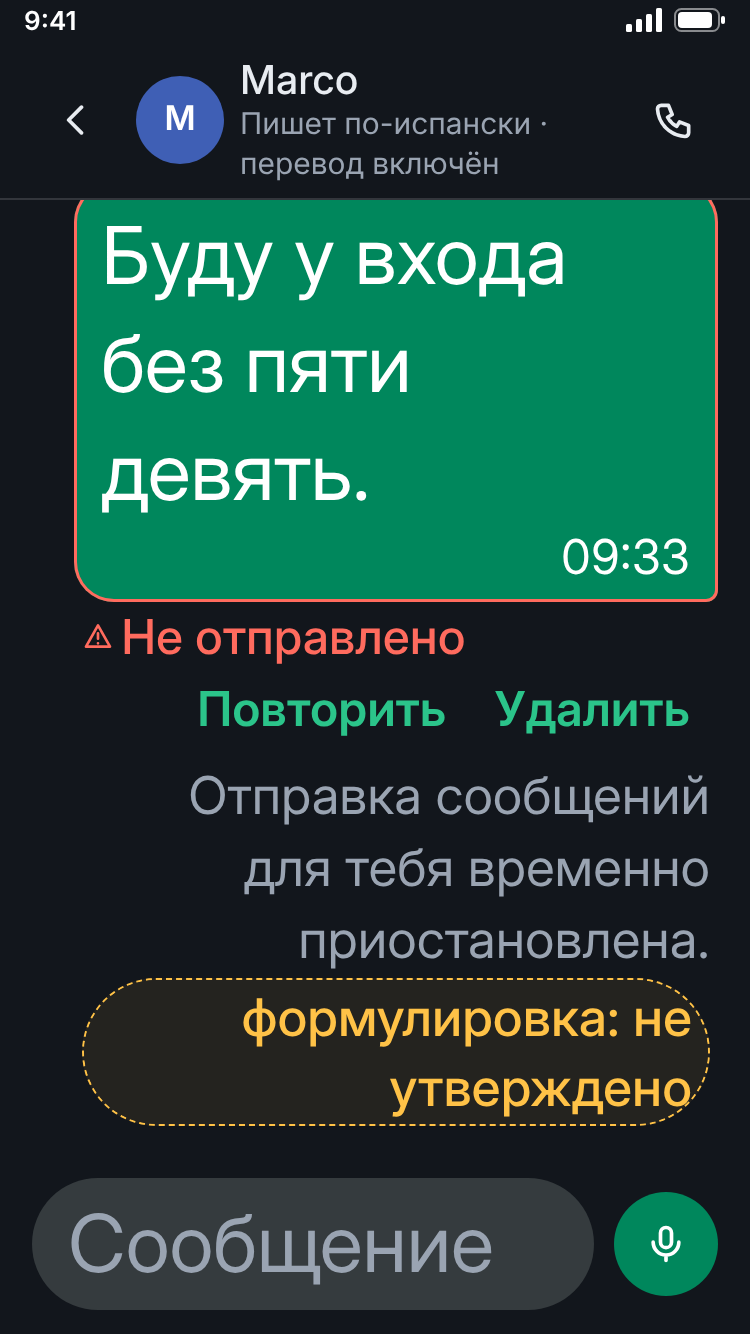 9:41
Marco
M
Пишет по-испански ·
перевод включён
Буду у входа
без пяти
девять.
09:33
Не отправлено
Повторить Удалить
Отправка сообщений
для тебя временно
приостановлена.
формулировка: не
утверждено
Сообщение